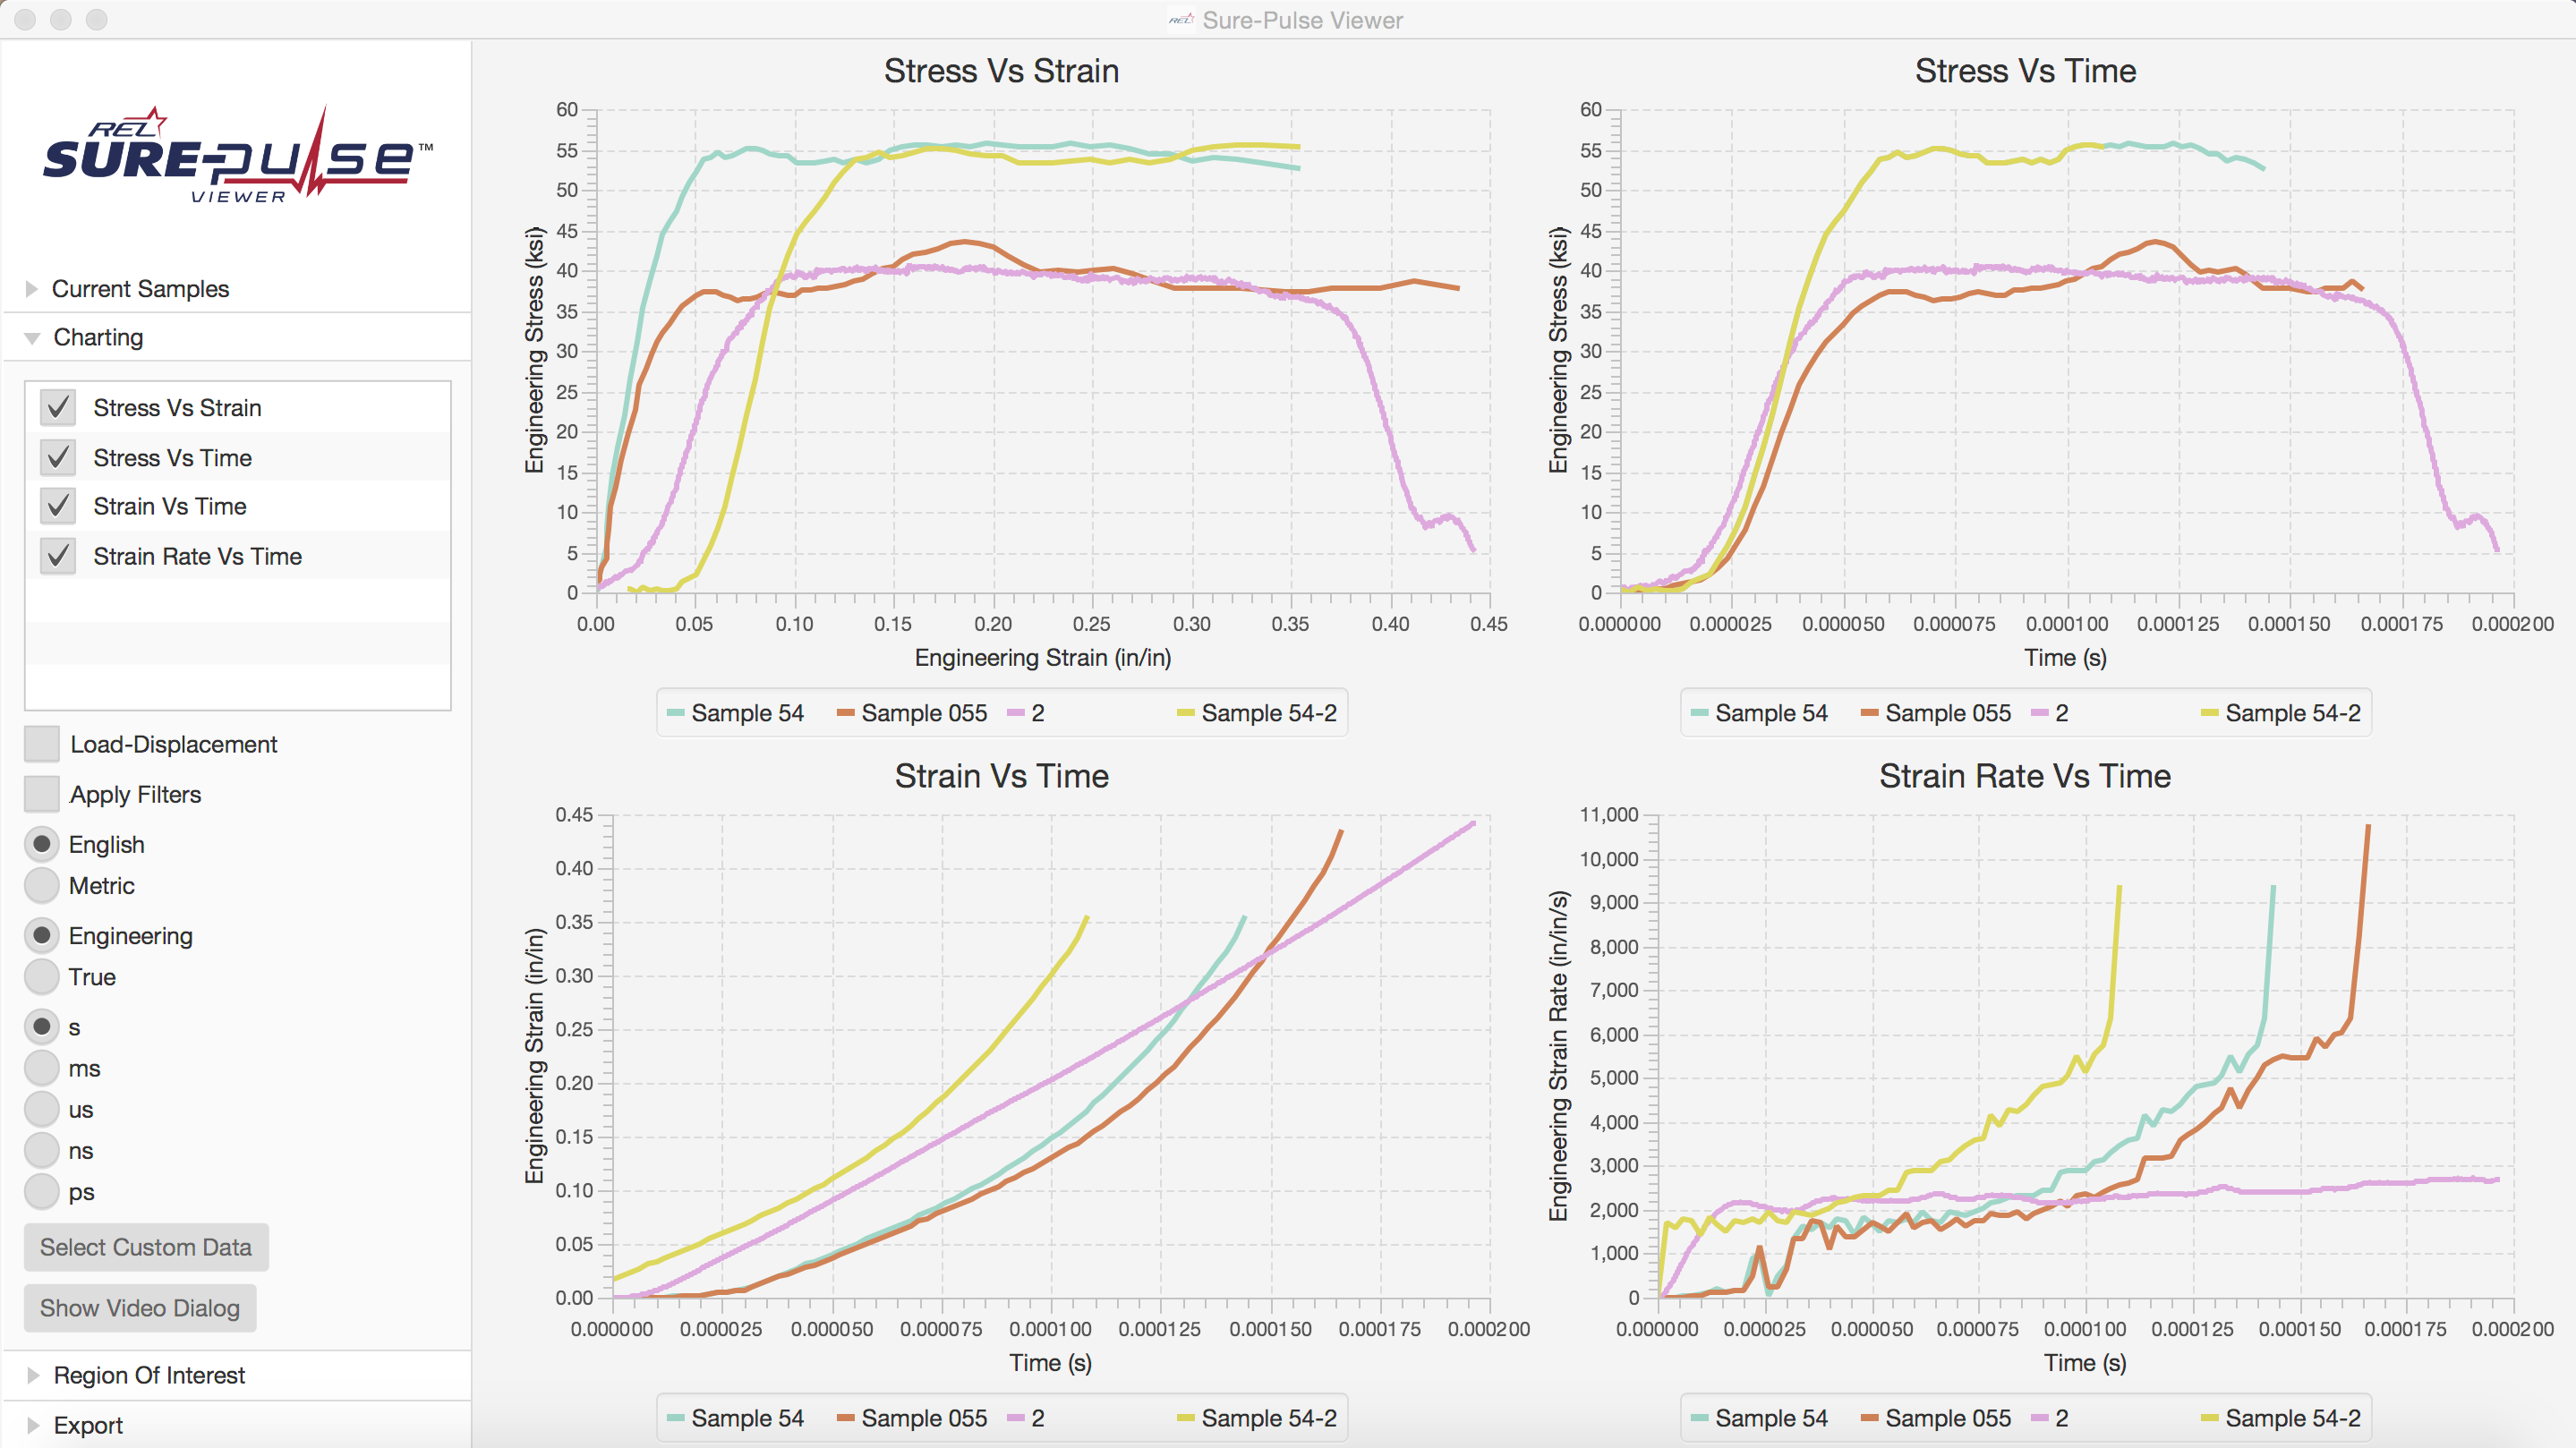 REL Sure-Pulse Viewer
REL
SURE-PULSE™
VIEWER
Current Samples
Charting
Stress Vs Strain
Stress Vs Time
Strain Vs Time
Strain Rate Vs Time
Load-Displacement
Apply Filters
English
Metric
Engineering
True
s
ms
us
ns
ps
Select Custom Data
Show Video Dialog
Region Of Interest
Export
Stress Vs Strain
Engineering Stress (ksi)
60
55
50
45
40
35
30
25
20
15
10
5
0
0.00 0.05 0.10 0.15 0.20 0.25 0.30 0.35 0.40 0.45
Engineering Strain (in/in)
Sample 54 Sample 055 2 Sample 54-2
Stress Vs Time
Engineering Stress (ksi)
60
55
50
45
40
35
30
25
20
15
10
5
0
0.000000 0.000025 0.000050 0.000075 0.000100 0.000125 0.000150 0.000175 0.000200
Time (s)
Sample 54 Sample 055 2 Sample 54-2
Strain Vs Time
Engineering Strain (in/in)
0.45
0.40
0.35
0.30
0.25
0.20
0.15
0.10
0.05
0.00
0.000000 0.000025 0.000050 0.000075 0.000100 0.000125 0.000150 0.000175 0.000200
Time (s)
Sample 54 Sample 055 2 Sample 54-2
Strain Rate Vs Time
Engineering Strain Rate (in/in/s)
11,000
10,000
9,000
8,000
7,000
6,000
5,000
4,000
3,000
2,000
1,000
0
0.000000 0.000025 0.000050 0.000075 0.000100 0.000125 0.000150 0.000175 0.000200
Time (s)
Sample 54 Sample 055 2 Sample 54-2